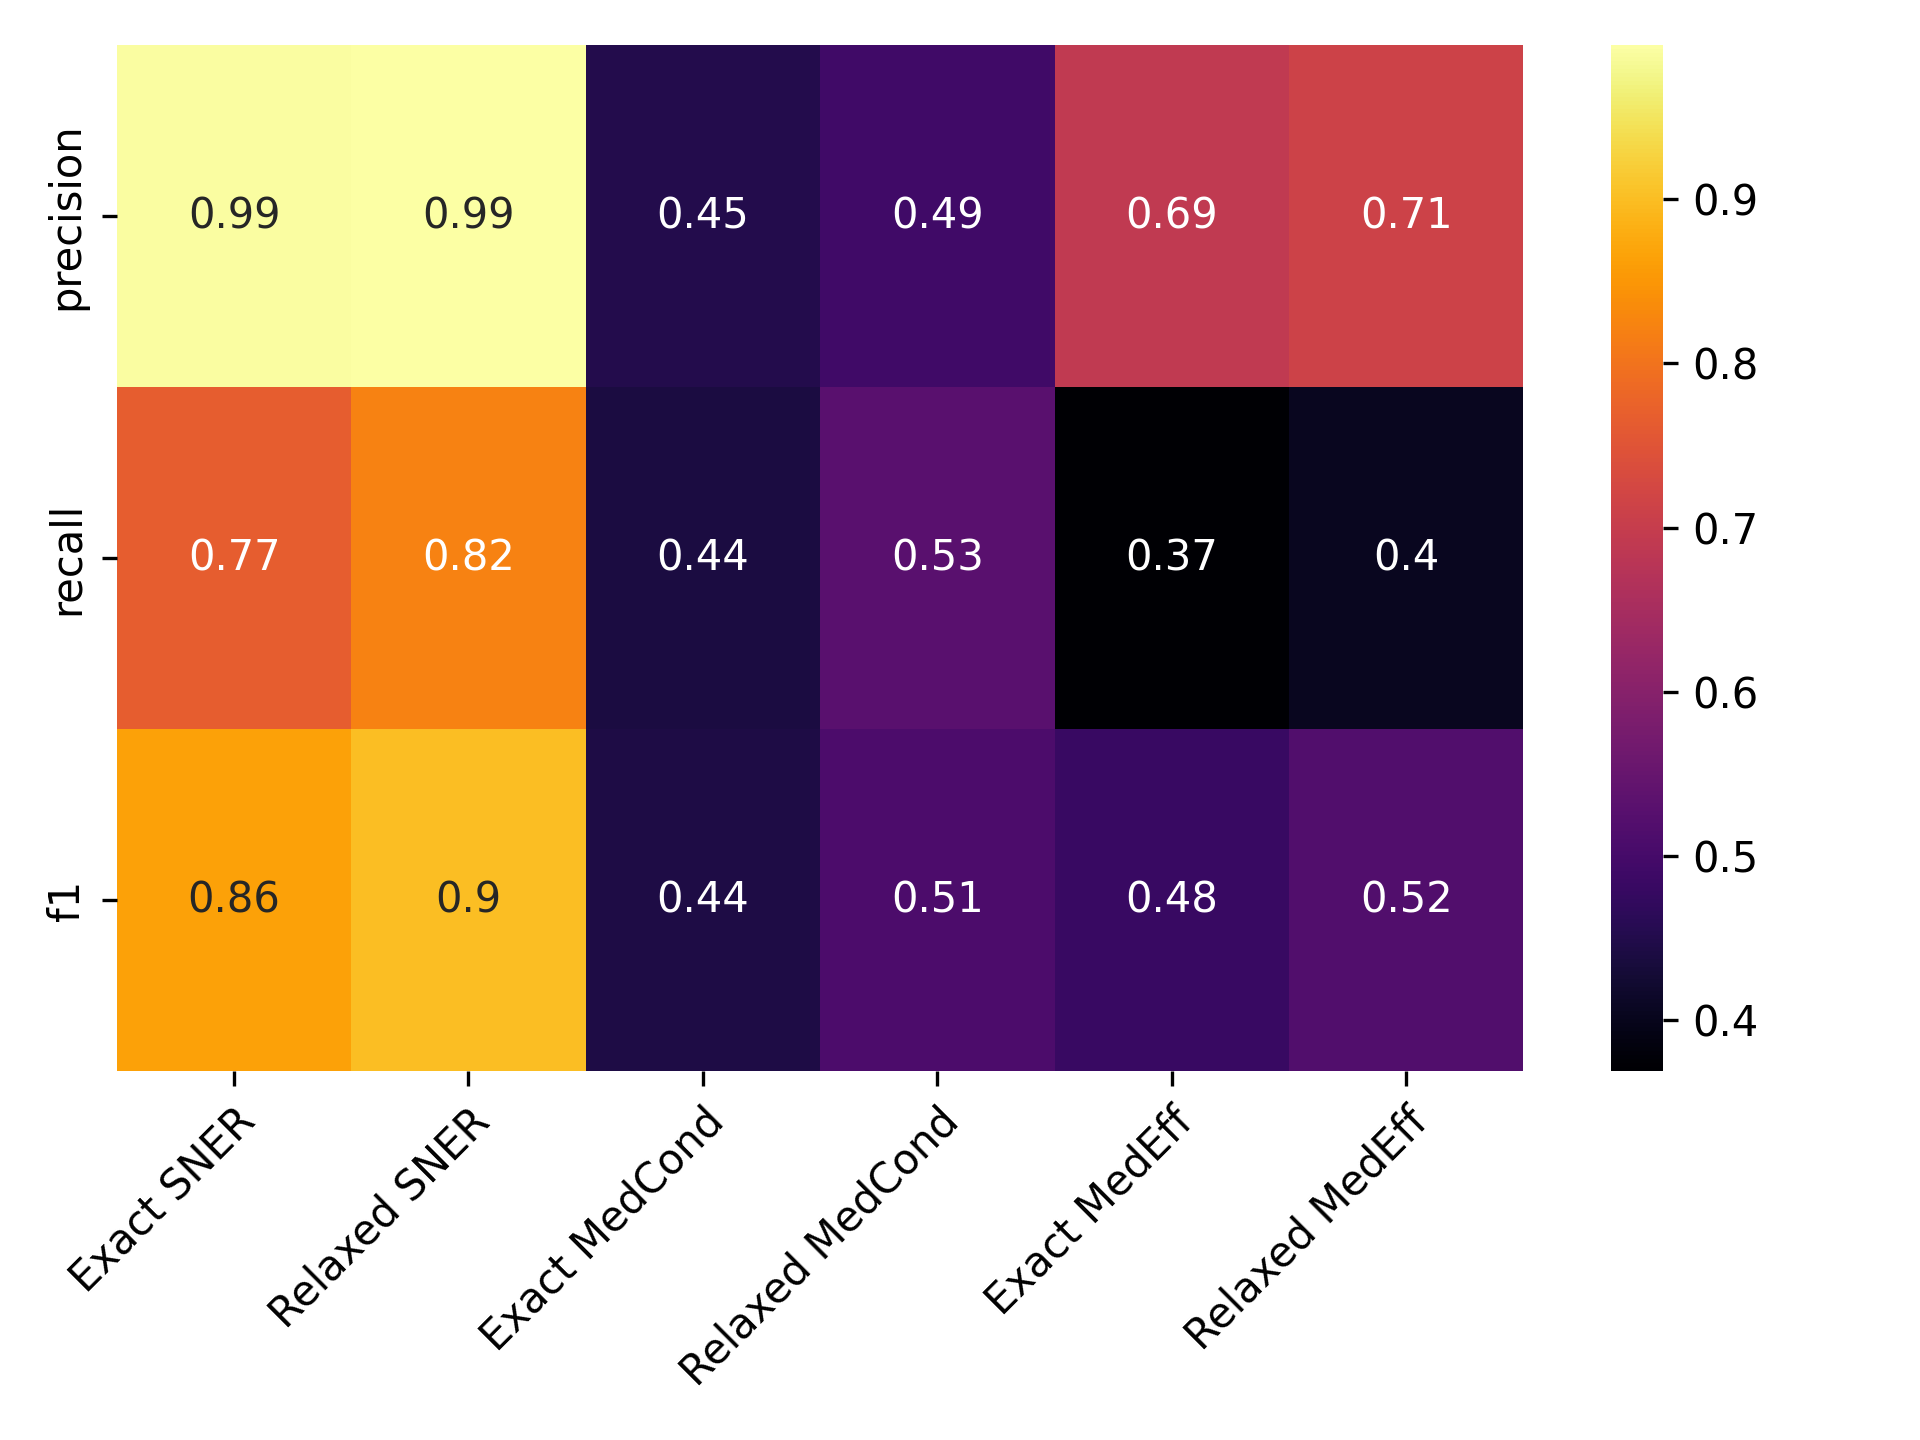 precision
0.99 0.99 0.45 0.49 0.69 0.71
recall
0.77 0.82 0.44 0.53 0.37 0.4
f1
0.86 0.9 0.44 0.51 0.48 0.52
Exact SNER
Relaxed SNER
Exact MedCond
Relaxed MedCond
Exact MedEff
Relaxed MedEff
0.9
0.8
0.7
0.6
0.5
0.4